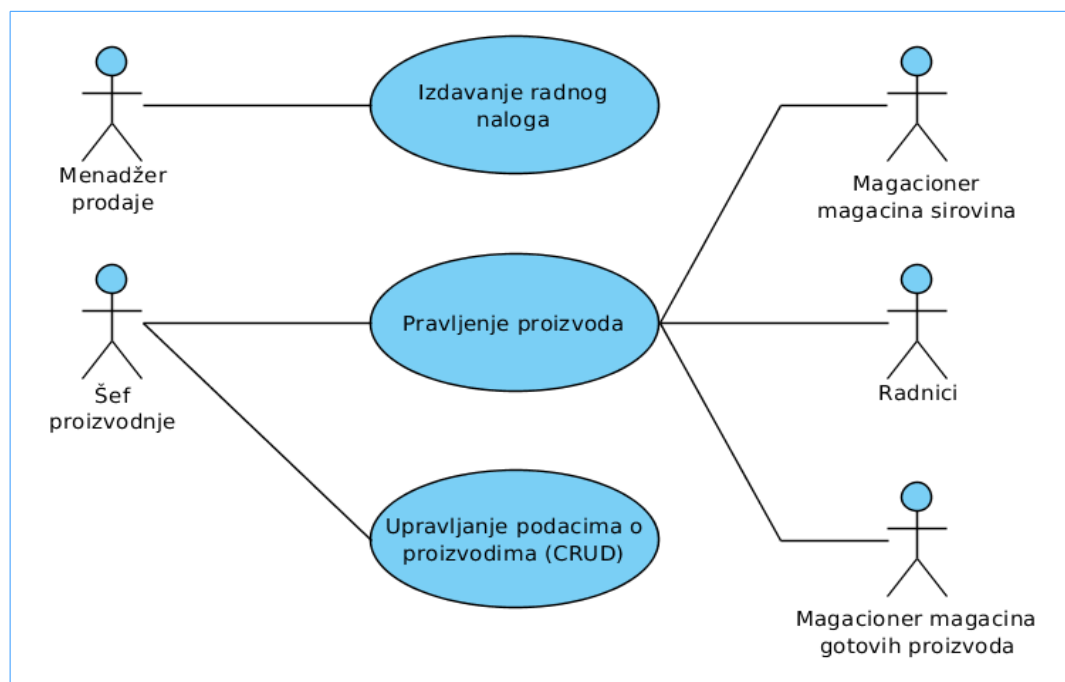 Izdavanje radnog
naloga
Menadžer
prodaje
Magacioner
magacina sirovina
Pravljenje proizvoda
Šef
proizvodnje
Radnici
Upravljanje podacima o
proizvodima (CRUD)
Magacioner magacina
gotovih proizvoda